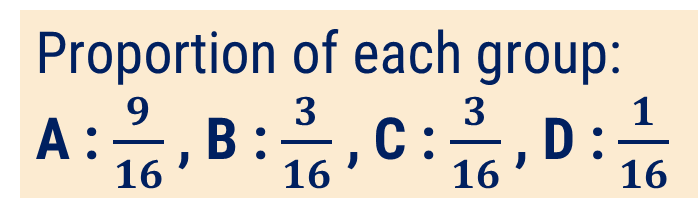 Proportion of each group:
A : 9/16 , B : 3/16 , C : 3/16 , D : 1/16